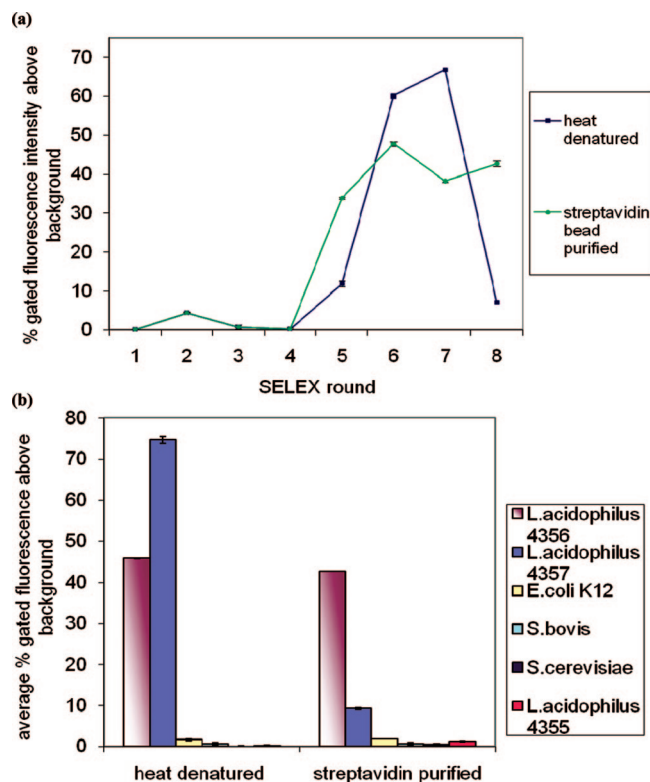 (a)
% gated fluorescence intensity above
background
70
60
50
40
30
20
10
0
1 2 3 4 5 6 7 8
SELEX round
heat
denatured
streptavidin
bead
purified
(b)
average % gated fluorescence above
background
80
70
60
50
40
30
20
10
0
heat denatured streptavidin purified
L.acidophilus
4356
L.acidophilus
4357
E.coli K12
S.bovis
S.cerevisiae
L.acidophilus
4355